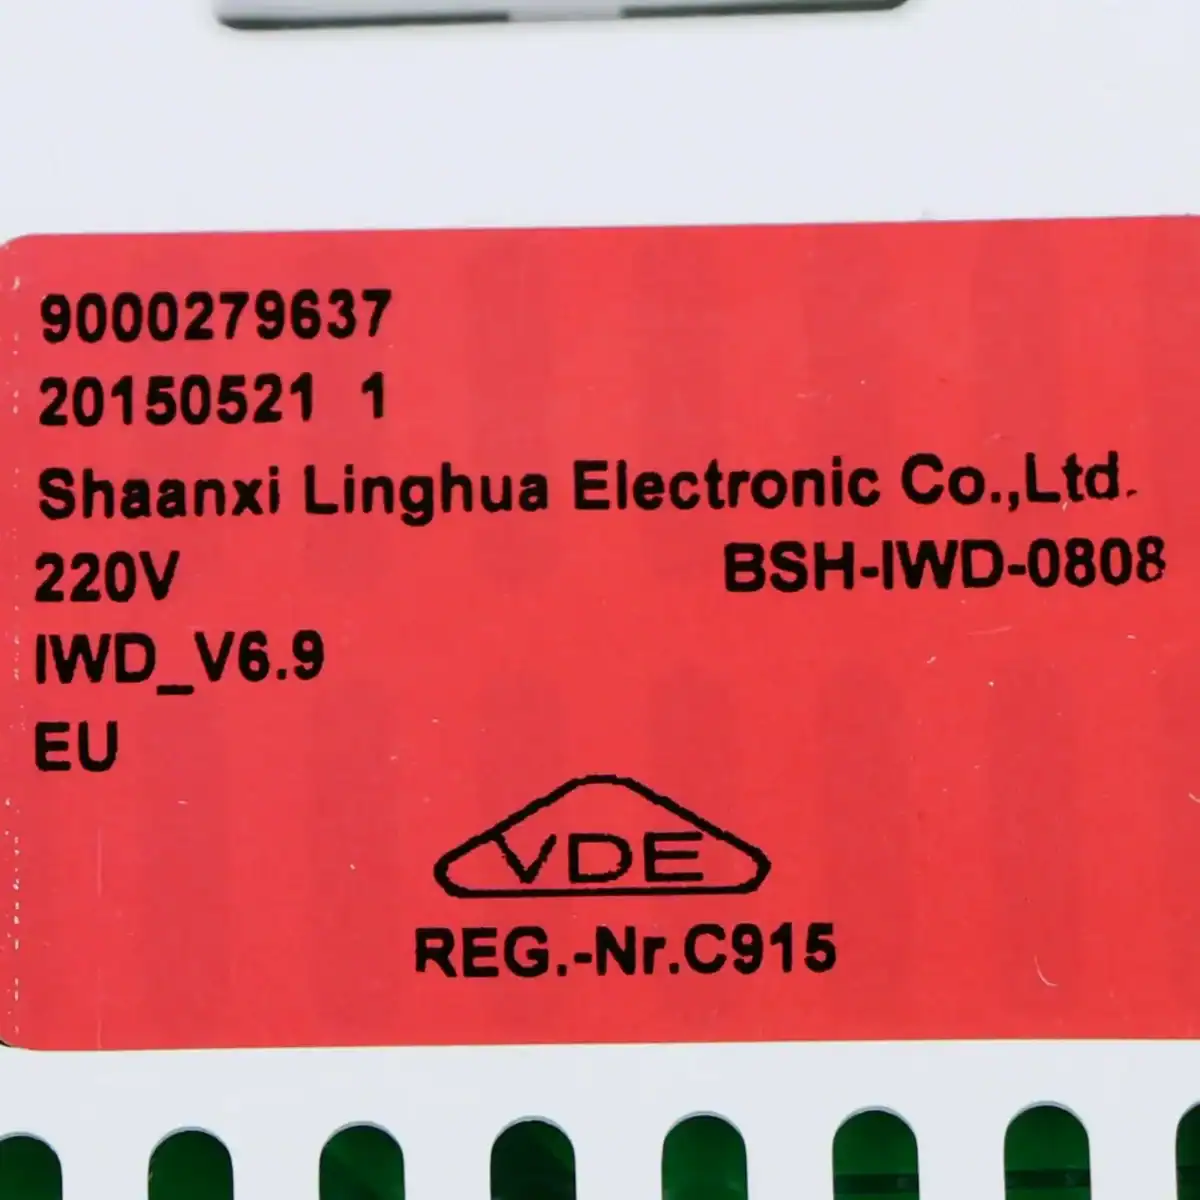 9000279637
20150521 1
Shaanxi Linghua Electronic Co.,Ltd.
220V BSH-IWD-0808
IWD_V6.9
EU
VDE
REG.-Nr.C915